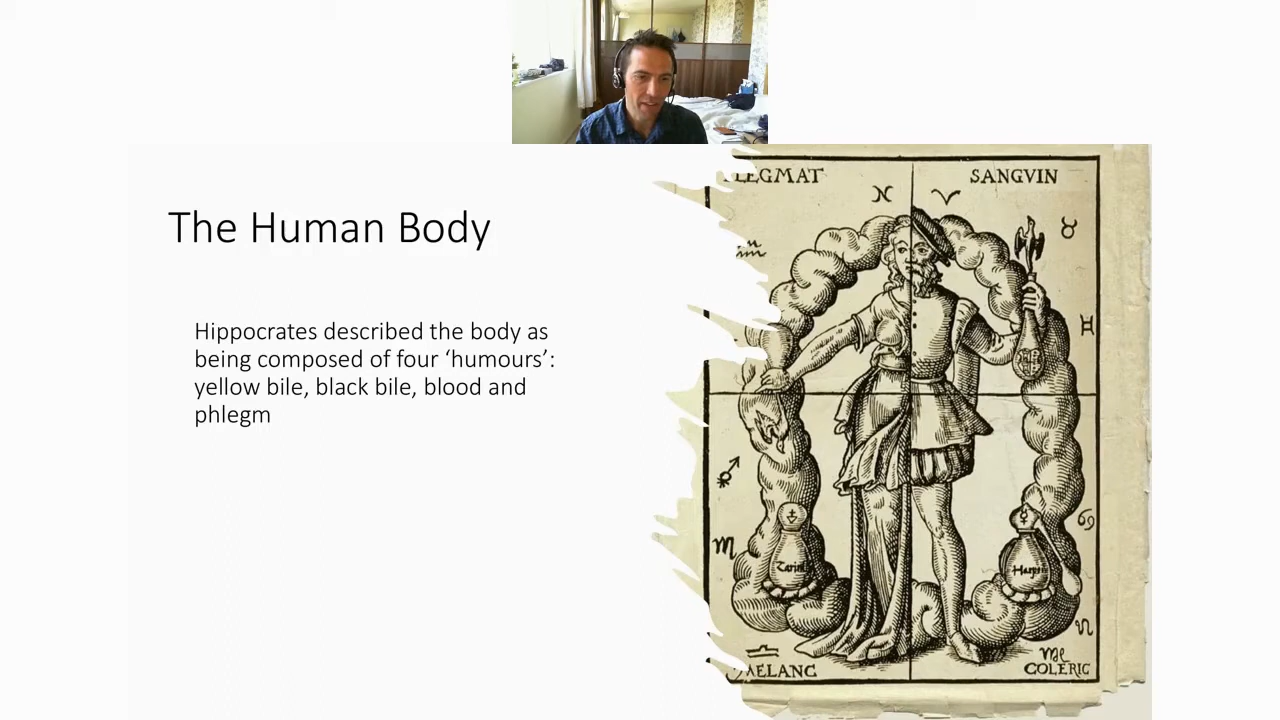 The Human Body
Hippocrates described the body as
being composed of four ‘humours’:
yellow bile, black bile, blood and
phlegm
LEGMAT
SANGVIN
MELANC
COLERIC